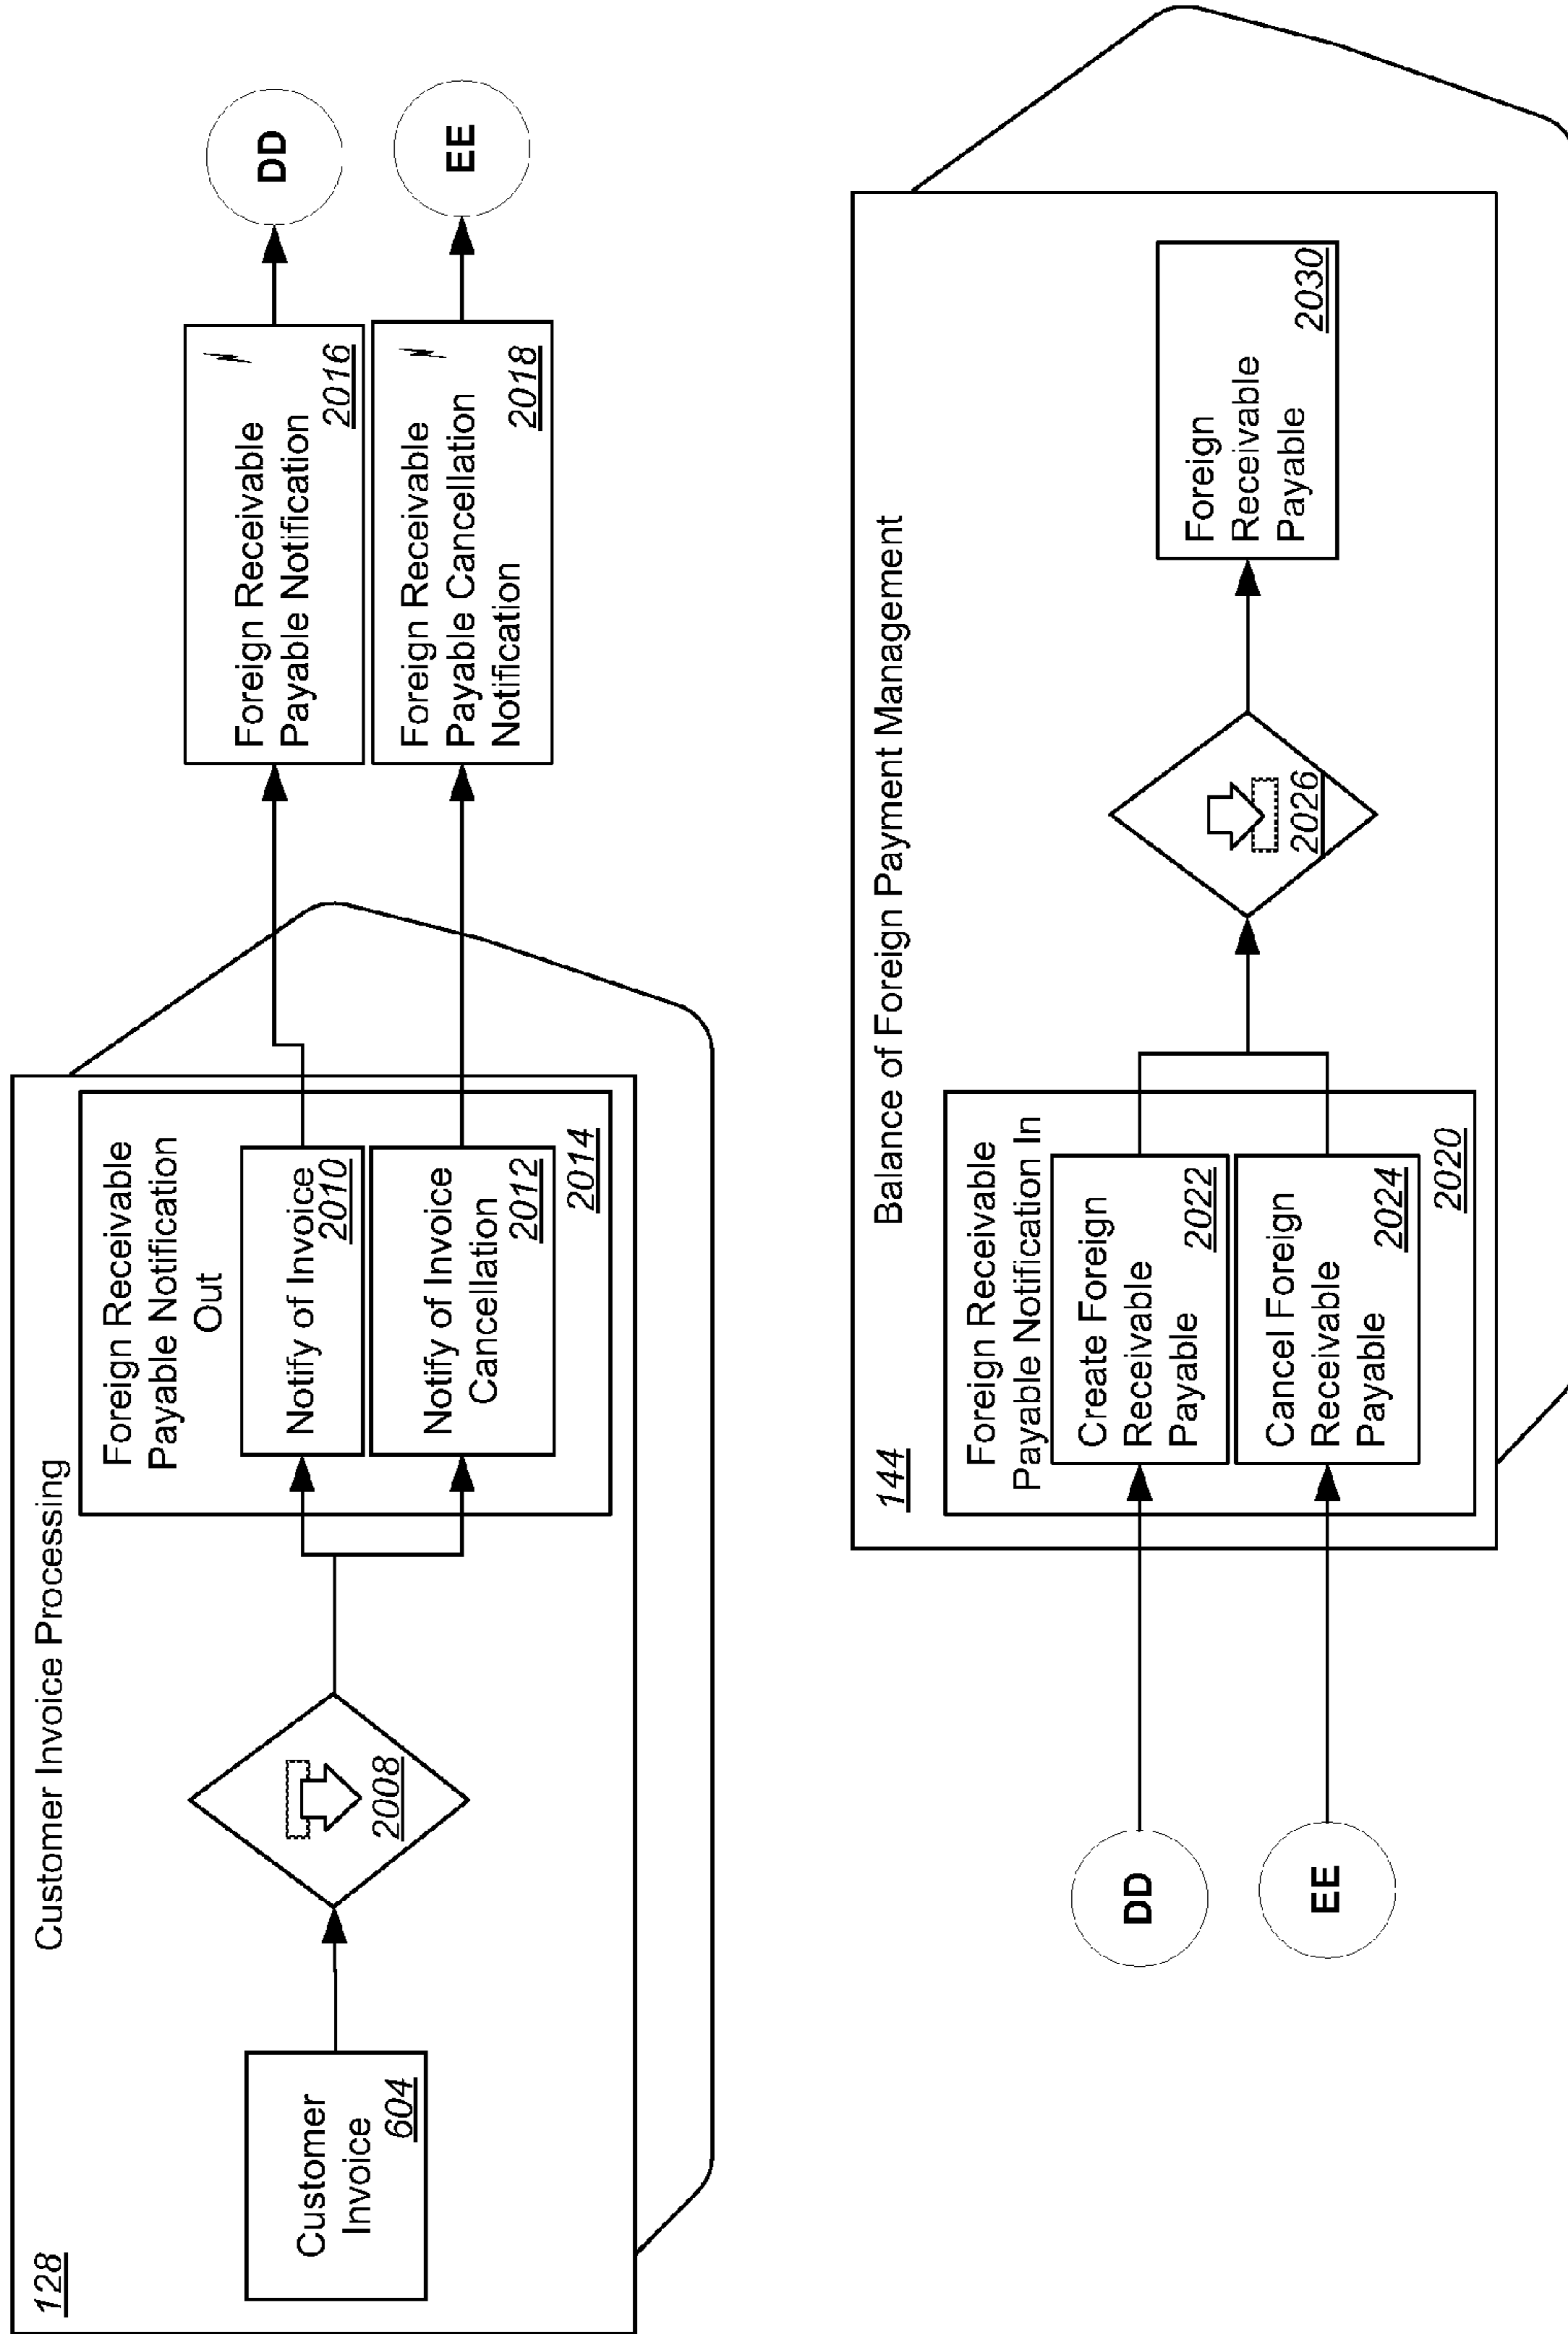 128
Customer Invoice Processing
Customer
Invoice
604
2008
Foreign Receivable
Payable Notification
Out
Notify of Invoice
2010
Notify of Invoice
Cancellation
2012
2014
Foreign Receivable
Payable Notification
2016
Foreign Receivable
Payable Cancellation
Notification
2018
DD
EE
144
Balance of Foreign Payment Management
DD
EE
Foreign Receivable
Payable Notification In
Create Foreign
Receivable
Payable
2022
Cancel Foreign
Receivable
Payable
2024
2020
2026
Foreign
Receivable
Payable
2030